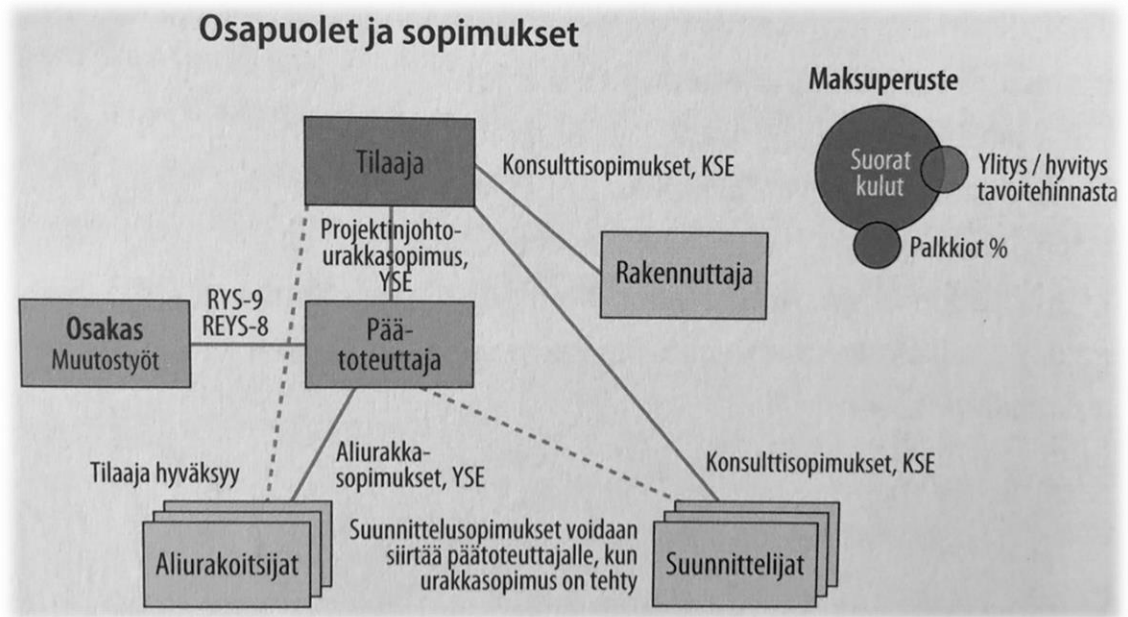 Osapuolet ja sopimukset
Maksuperuste
Suorat
kulut
Ylitys / hyvitys
tavoitehinnasta
Palkkiot %
Tilaaja
Konsulttisopimukset, KSE
Projektinjohto-
urakkasopimus,
YSE
Rakennuttaja
RYS-9
REYS-8
Osakas
Muutostyöt
Pää-
toteuttaja
Tilaaja hyväksyy
Aliurakka-
sopimukset, YSE
Konsulttisopimukset, KSE
Suunnittelusopimukset voidaan
siirtää päätoteuttajalle, kun
urakkasopimus on tehty
Aliurakoitsijat
Suunnittelijat